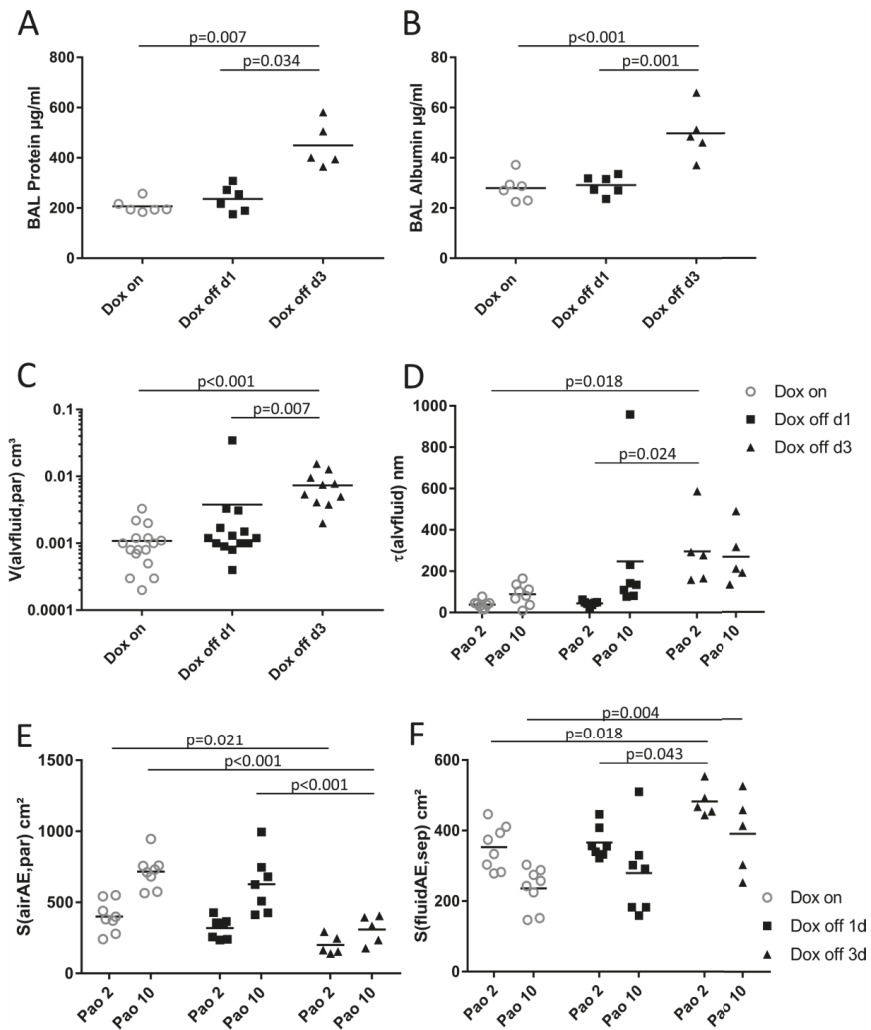 A
p=0.007
p=0.034
BAL Protein µg/ml
800
600
400
200
0
Dox on
Dox off d1
Dox off d3
B
p<0.001
p=0.001
BAL Albumin µg/ml
80
60
40
20
0
Dox on
Dox off d1
Dox off d3
C
p<0.001
p=0.007
V(alvfluid,par) cm³
0.1
0.01
0.001
0.0001
Dox on
Dox off d1
Dox off d3
D
p=0.018
p=0.024
τ(alvfluid) nm
1000
800
600
400
200
0
Pao 2
Pao 10
Pao 2
Pao 10
Pao 2
Pao 10
Dox on
Dox off d1
Dox off d3
E
p=0.021
p<0.001
p<0.001
S(airAE,par) cm²
1500
1000
500
0
Pao 2
Pao 10
Pao 2
Pao 10
Pao 2
Pao 10
F
p=0.004
p=0.018
p=0.043
S(fluidAE,sep) cm²
600
400
200
0
Pao 2
Pao 10
Pao 2
Pao 10
Pao 2
Pao 10
Dox on
Dox off 1d
Dox off 3d